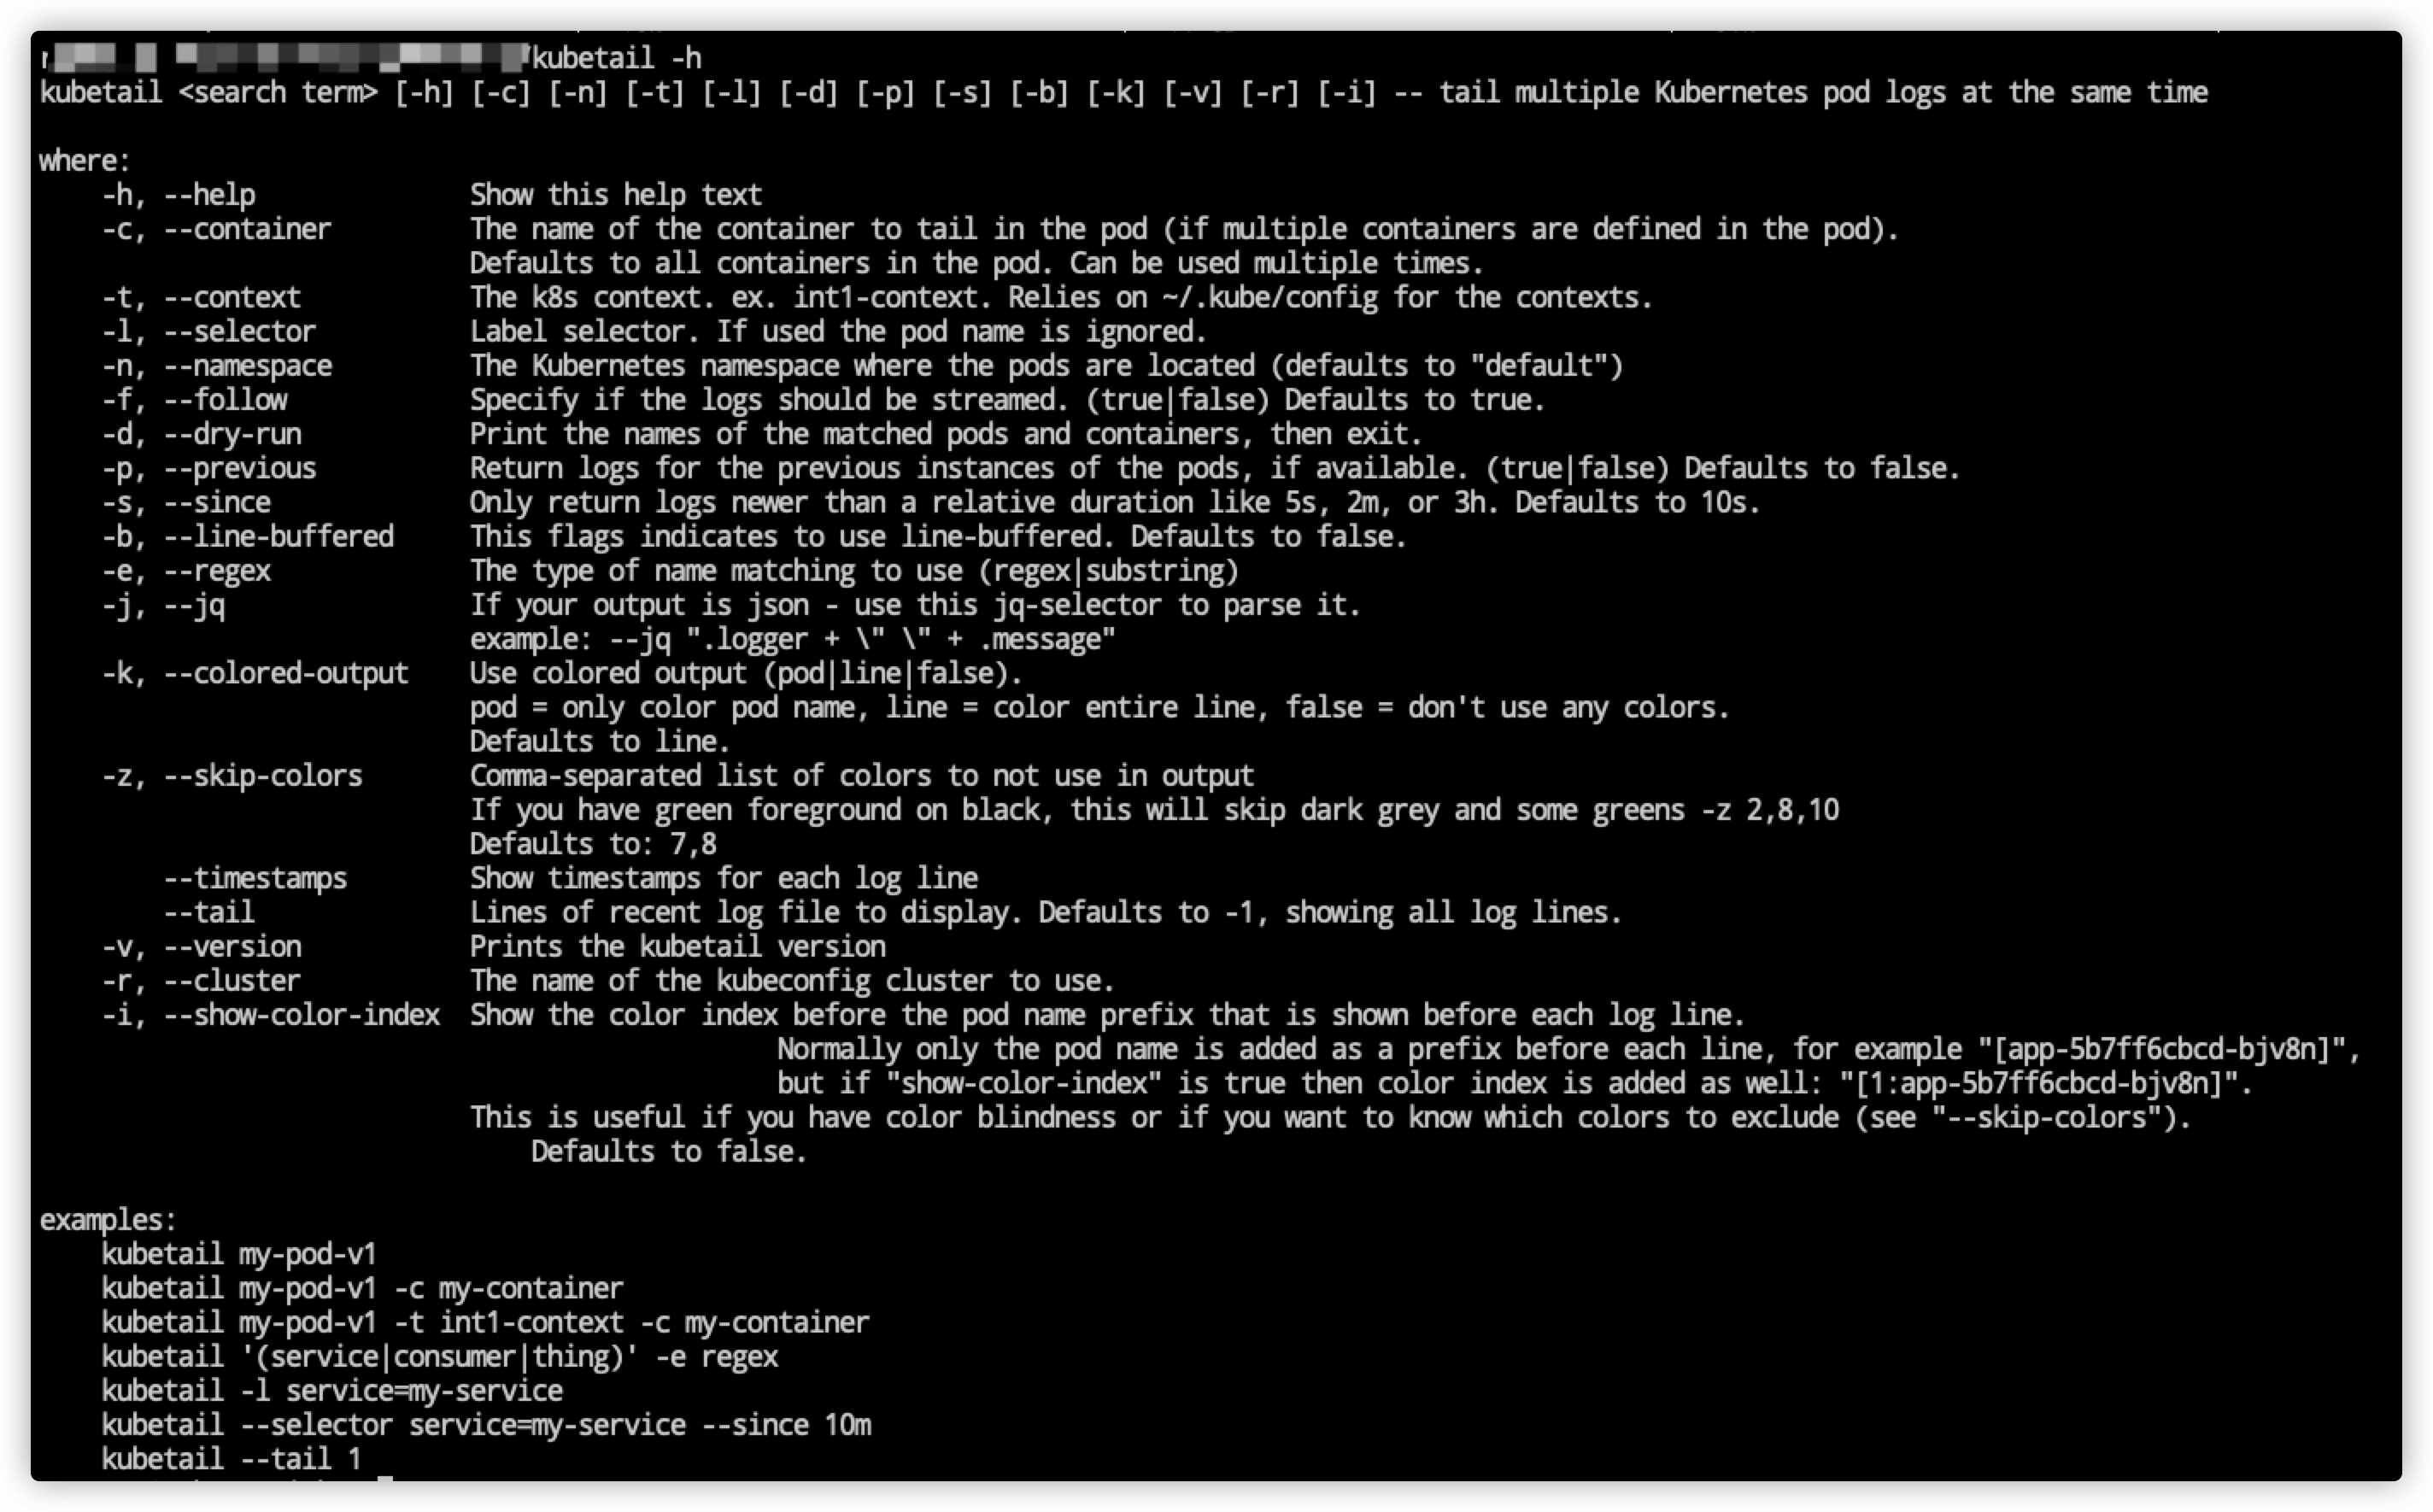 kubetail -h
kubetail <search term> [-h] [-c] [-n] [-t] [-l] [-d] [-p] [-s] [-b] [-k] [-v] [-r] [-i] -- tail multiple Kubernetes pod logs at the same time
where:
-h, --help Show this help text
-c, --container The name of the container to tail in the pod (if multiple containers are defined in the pod).
Defaults to all containers in the pod. Can be used multiple times.
-t, --context The k8s context. ex. int1-context. Relies on ~/.kube/config for the contexts.
-l, --selector Label selector. If used the pod name is ignored.
-n, --namespace The Kubernetes namespace where the pods are located (defaults to "default")
-f, --follow Specify if the logs should be streamed. (true|false) Defaults to true.
-d, --dry-run Print the names of the matched pods and containers, then exit.
-p, --previous Return logs for the previous instances of the pods, if available. (true|false) Defaults to false.
-s, --since Only return logs newer than a relative duration like 5s, 2m, or 3h. Defaults to 10s.
-b, --line-buffered This flags indicates to use line-buffered. Defaults to false.
-e, --regex The type of name matching to use (regex|substring)
-j, --jq If your output is json - use this jq-selector to parse it.
example: --jq ".logger + \" \" + .message"
-k, --colored-output Use colored output (pod|line|false).
pod = only color pod name, line = color entire line, false = don't use any colors.
Defaults to line.
-z, --skip-colors Comma-separated list of colors to not use in output
If you have green foreground on black, this will skip dark grey and some greens -z 2,8,10
Defaults to: 7,8
--timestamps Show timestamps for each log line
--tail Lines of recent log file to display. Defaults to -1, showing all log lines.
-v, --version Prints the kubetail version
-r, --cluster The name of the kubeconfig cluster to use.
-i, --show-color-index Show the color index before the pod name prefix that is shown before each log line.
Normally only the pod name is added as a prefix before each line, for example "[app-5b7ff6cbcd-bjv8n]",
but if "show-color-index" is true then color index is added as well: "[1:app-5b7ff6cbcd-bjv8n]".
This is useful if you have color blindness or if you want to know which colors to exclude (see "--skip-colors").
Defaults to false.
examples:
kubetail my-pod-v1
kubetail my-pod-v1 -c my-container
kubetail my-pod-v1 -t int1-context -c my-container
kubetail '(service|consumer|thing)' -e regex
kubetail -l service=my-service
kubetail --selector service=my-service --since 10m
kubetail --tail 1